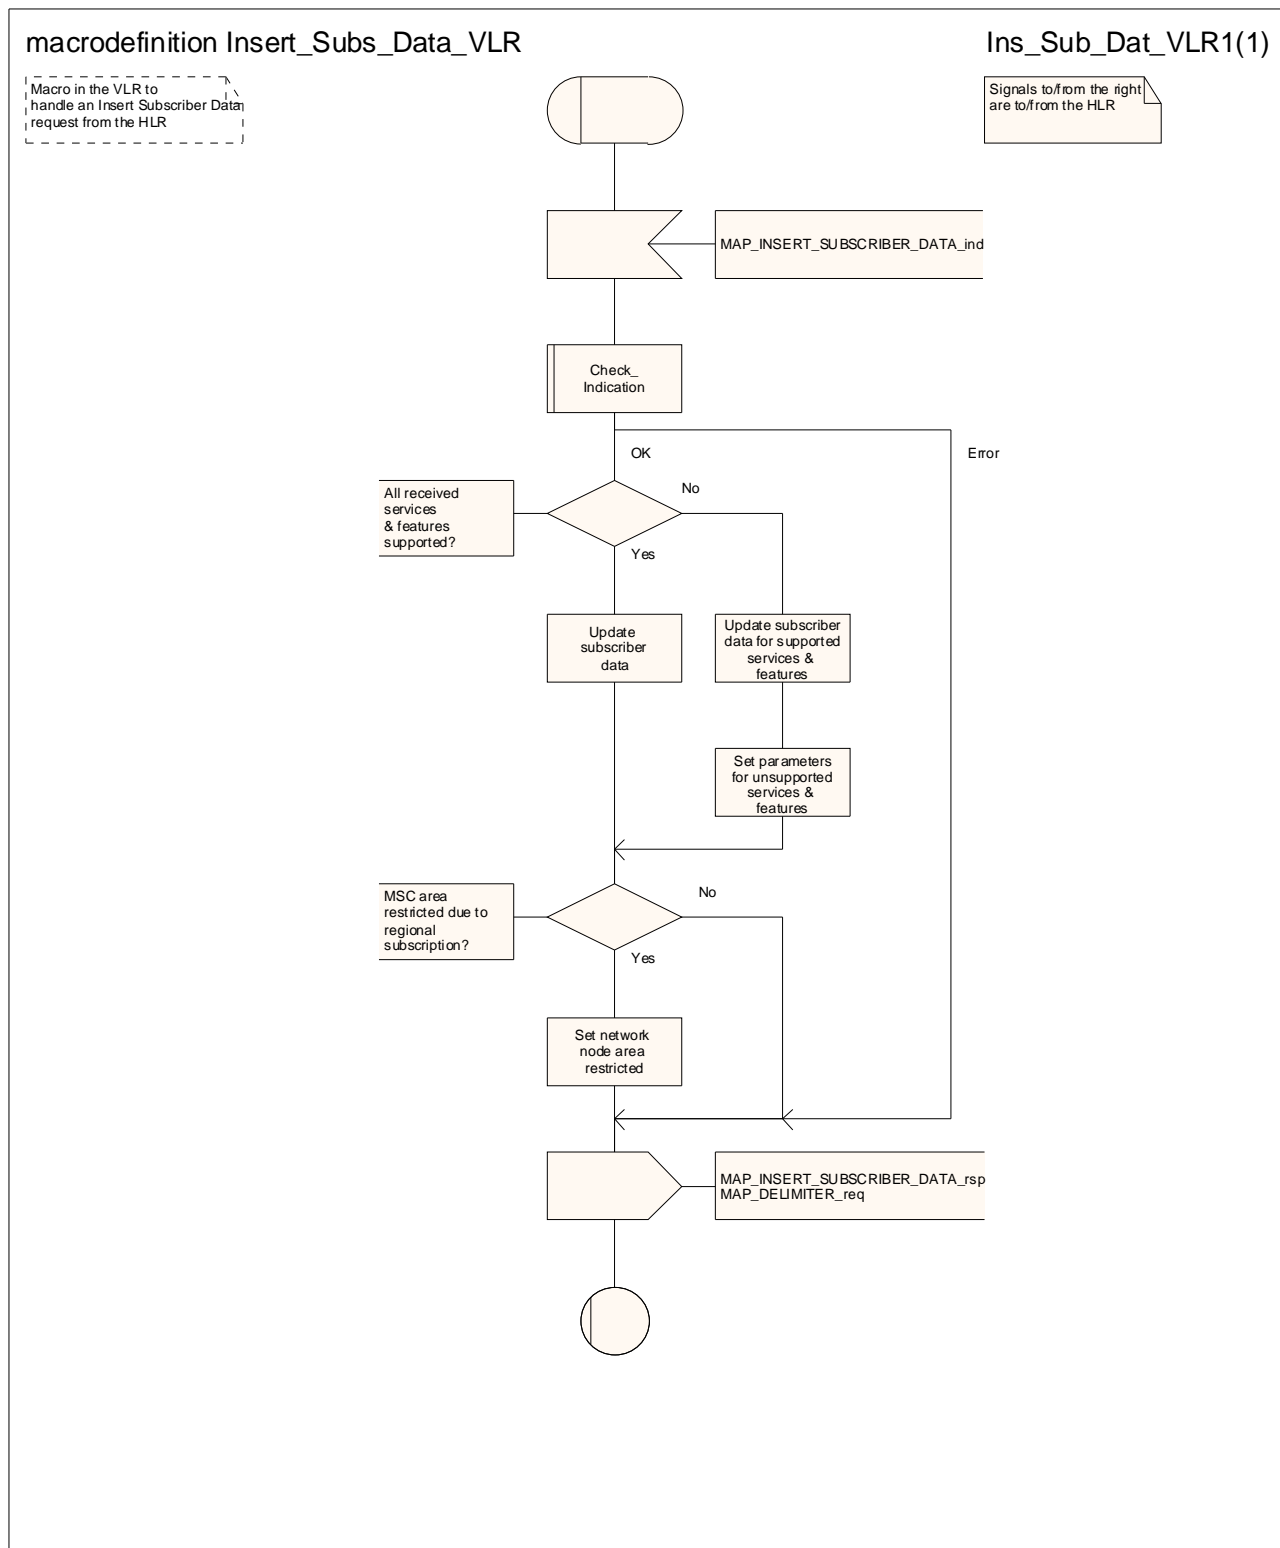 macrodefinition Insert_Subs_Data_VLR
Ins_Sub_Dat_VLR1(1)
Macro in the VLR to
handle an Insert Subscriber Data
request from the HLR
Signals to/from the right
are to/from the HLR
MAP_INSERT_SUBSCRIBER_DATA_ind
Check_
Indication
OK
Error
All received
services
& features
supported?
No
Yes
Update
subscriber
data
Update subscriber
data for supported
services &
features
Set parameters
for unsupported
services &
features
MSC area
restricted due to
regional
subscription?
No
Yes
Set network
node area
restricted
MAP_INSERT_SUBSCRIBER_DATA_rsp
MAP_DELIMITER_req